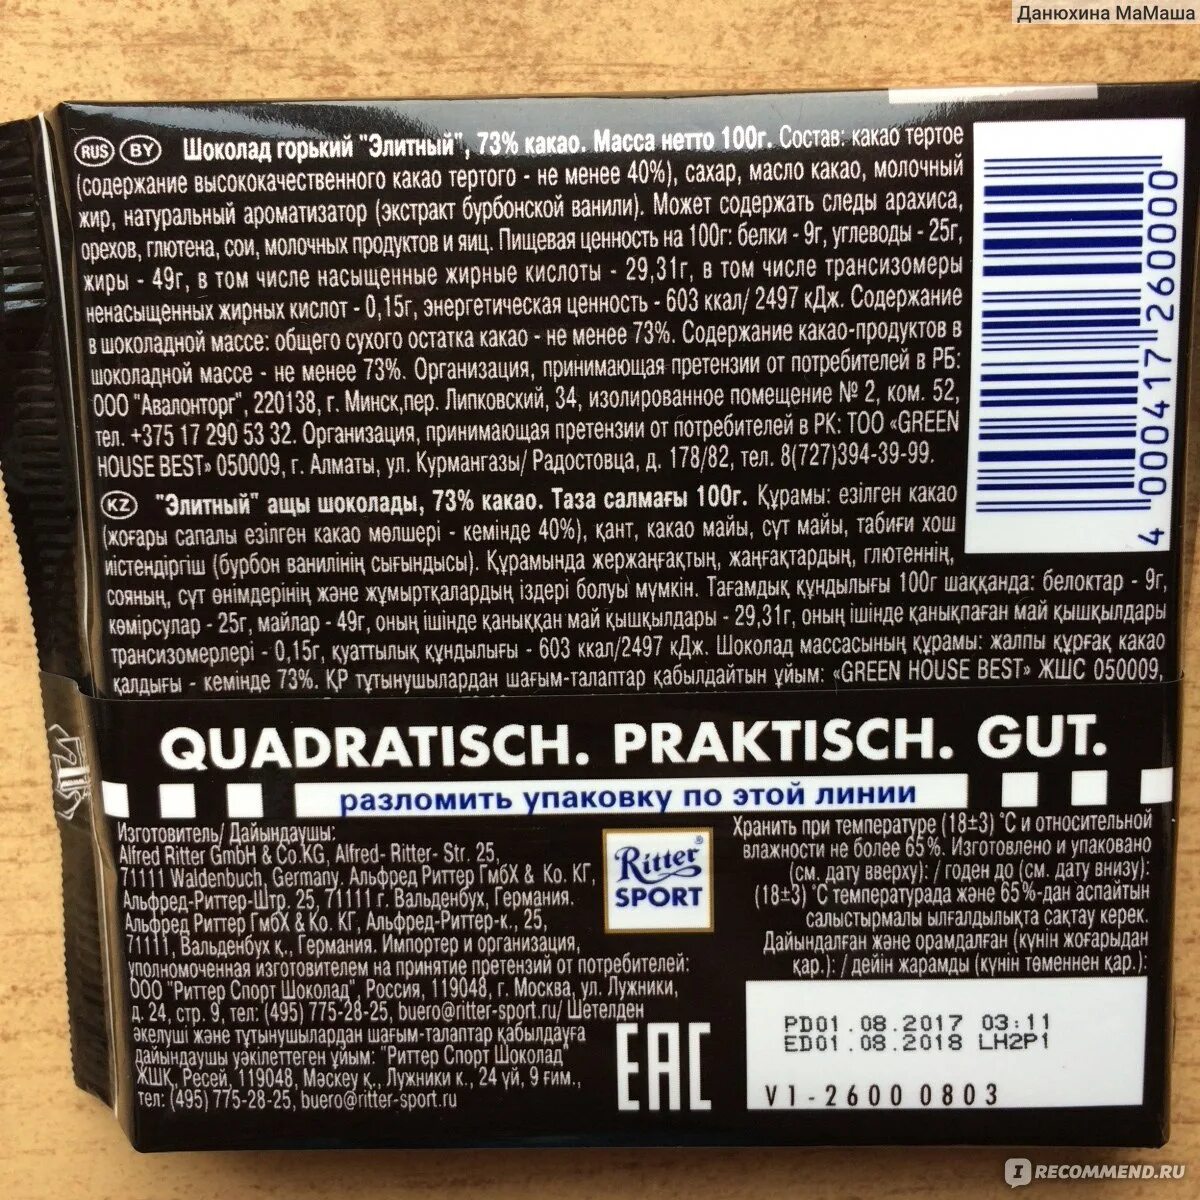 Данюхина МаМаша
RUS BY Шоколад горький "Элитный", 73% какао. Масса нетто 100г. Состав: какао тертое
(содержание высококачественного какао тертого - не менее 40%), сахар, масло какао, молочный
жир, натуральный ароматизатор (экстракт бурбонской ванили). Может содержать следы арахиса,
орехов, глютена, сои, молочных продуктов и яиц. Пищевая ценность на 100г: белки - 9г, углеводы - 25г,
жиры - 49г, в том числе насыщенные жирные кислоты - 29,31г, в том числе трансизомеры
ненасыщенных жирных кислот - 0,15г, энергетическая ценность - 603 ккал/ 2497 кДж. Содержание
в шоколадной массе: общего сухого остатка какао - не менее 73%. Содержание какао-продуктов в
шоколадной массе - не менее 73%. Организация, принимающая претензии от потребителей в РБ:
ООО "Авалонторг", 220138, г. Минск,пер. Липковский, 34, изолированное помещение № 2, ком. 52,
тел. +375 17 290 53 32. Организация, принимающая претензии от потребителей в РК: ТОО «GREEN
HOUSE BEST» 050009, г. Алматы, ул. Курмангазы/ Радостовца, д. 178/82, тел. 8(727)394-39-99.
KZ "Элитный" ащы шоколады, 73% какао. Таза салмағы 100г. Құрамы: езілген какао
(жоғары сапалы езілген какао мөлшері - кемінде 40%), қант, какао майы, сүт майы, табиғи хош
иістендіргіш (бурбон ванилінің сығындысы). Құрамында жержаңғақтың, жаңғақтардың, глютеннің,
сояның, сүт өнімдерінің және жұмыртқалардың іздері болуы мүмкін. Тағамдық құндылығы 100г шаққанда: белоктар - 9г,
көмірсулар - 25г, майлар - 49г, оның ішінде қаныққан май қышқылдары - 29,31г, оның ішінде қанықпаған май қышқылдары
трансизомерлері - 0,15г, қуаттылық құндылығы - 603 ккал/2497 кДж. Шоколад массасының құрамы: жалпы құрғақ какао
қалдығы - кемінде 73%. ҚР тұтынушылардан шағым-талаптар қабылдайтын ұйым: «GREEN HOUSE BEST» ЖШС 050009,
4 000417 260000
QUADRATISCH. PRAKTISCH. GUT.
разломить упаковку по этой линии
Изготовитель/ Дайындаушы:
Alfred Ritter GmbH & Co.KG, Alfred- Ritter- Str. 25,
71111 Waldenbuch, Germany. Альфред Риттер ГмбХ & Ко. КГ,
Альфред-Риттер-Штр. 25, 71111 г. Вальденбух, Германия.
Альфред Риттер ГмбХ & Ко. КГ, Альфред-Риттер-к., 25,
71111, Вальденбух қ., Германия. Импортер и организация,
уполномоченная изготовителем на принятие претензий от потребителей:
ООО "Риттер Спорт Шоколад", Россия, 119048, г. Москва, ул. Лужники,
д. 24, стр. 9, тел: (495) 775-28-25, buero@ritter-sport.ru/ Шетелден
әкелуші және тұтынушылардан шағым-талаптар қабылдауға
дайындаушы уәкілеттеген ұйым: "Риттер Спорт Шоколад"
ЖШҚ, Ресей, 119048, Мәскеу қ., Лужники к., 24 үй, 9 ғим.,
тел: (495) 775-28-25, buero@ritter-sport.ru
Ritter®
SPORT
EAC
Хранить при температуре (18±3) °С и относительной
влажности не более 65%. Изготовлено и упаковано
(см. дату вверху): / годен до (см. дату внизу):
(18±3) °С температурада және 65%-дан аспайтын
салыстырмалы ылғалдылықта сақтау керек.
Дайындалған және орамдалған (күнін жоғарыдан
қар.): / дейін жарамды (күнін төменнен қар.):
PD01.08.2017 03:11
ED01.08.2018 LH2P1
V1-2600 0803
IRECOMMEND.RU